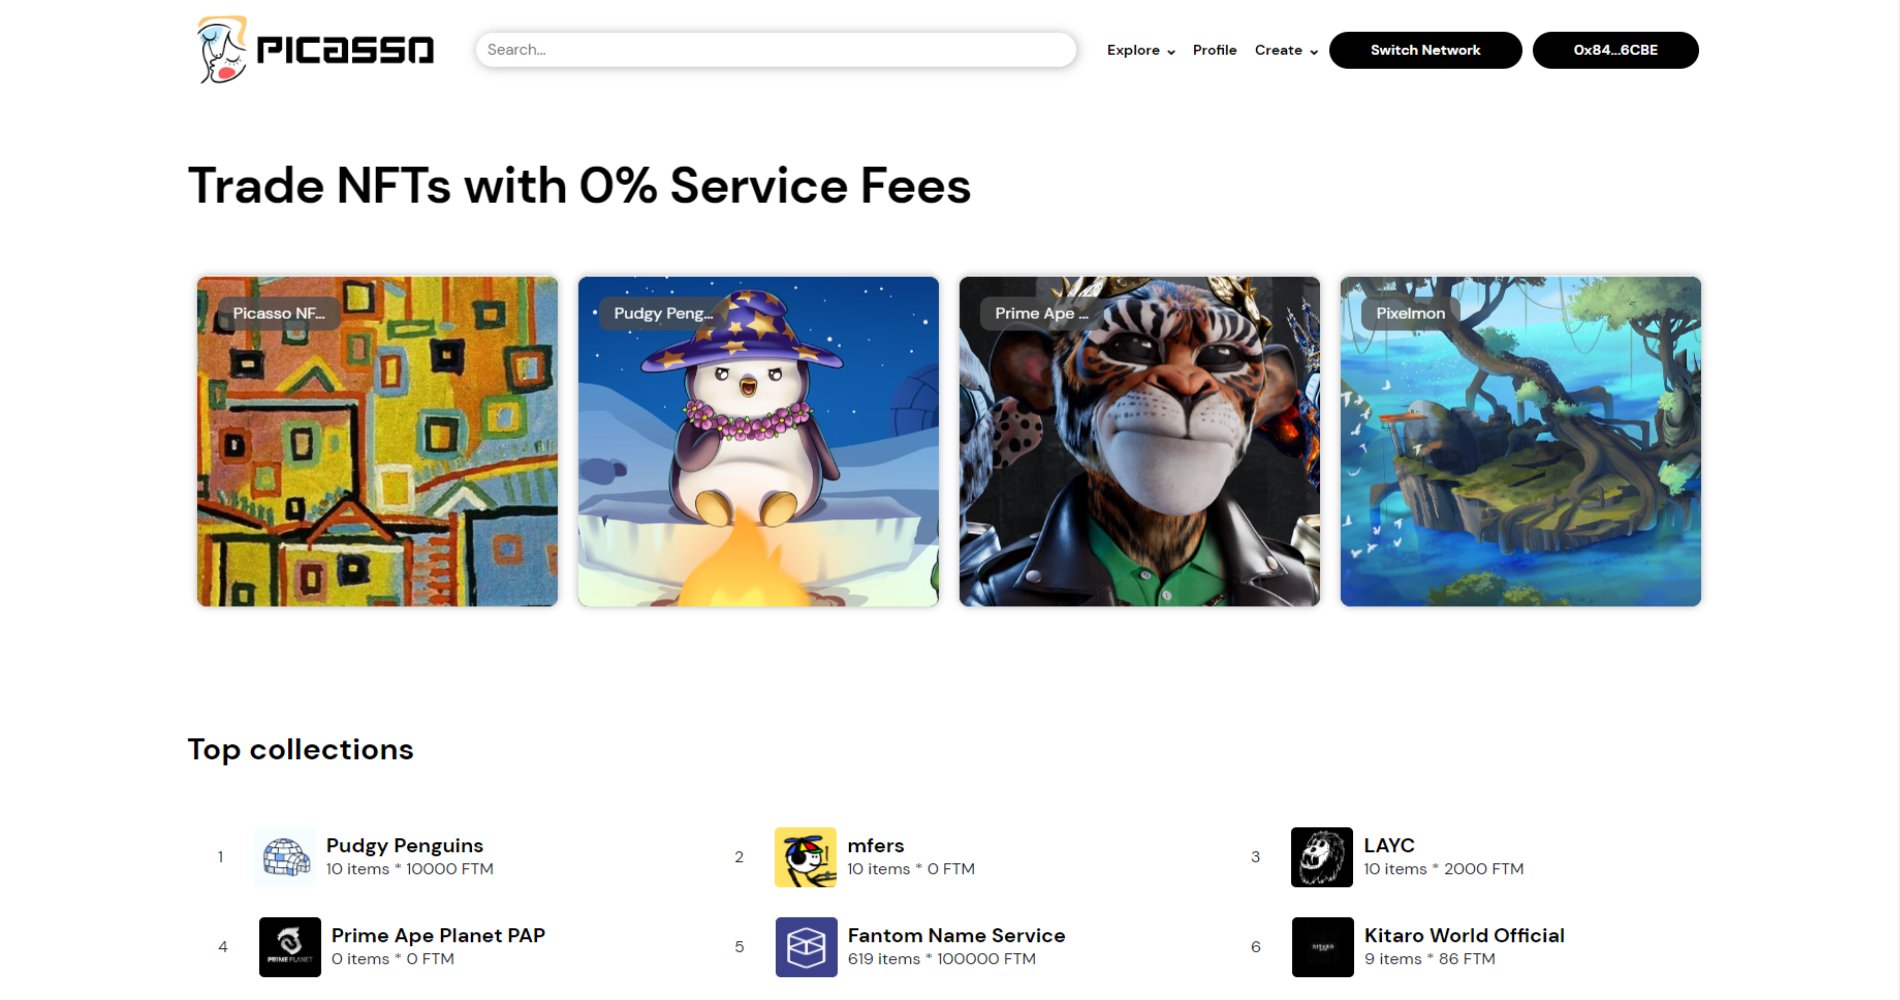 PICASSO
Search...
Explore
Profile
Create
Switch Network
0x84...6CBE
Trade NFTs with 0% Service Fees
Picasso NF...
Pudgy Peng...
Prime Ape ...
Pixelmon
Top collections
1
Pudgy Penguins
10 items * 10000 FTM
2
mfers
10 items * 0 FTM
3
LAYC
10 items * 2000 FTM
4
PRIME PLANET
Prime Ape Planet PAP
0 items * 0 FTM
5
Fantom Name Service
619 items * 100000 FTM
6
KITARO
Kitaro World Official
9 items * 86 FTM